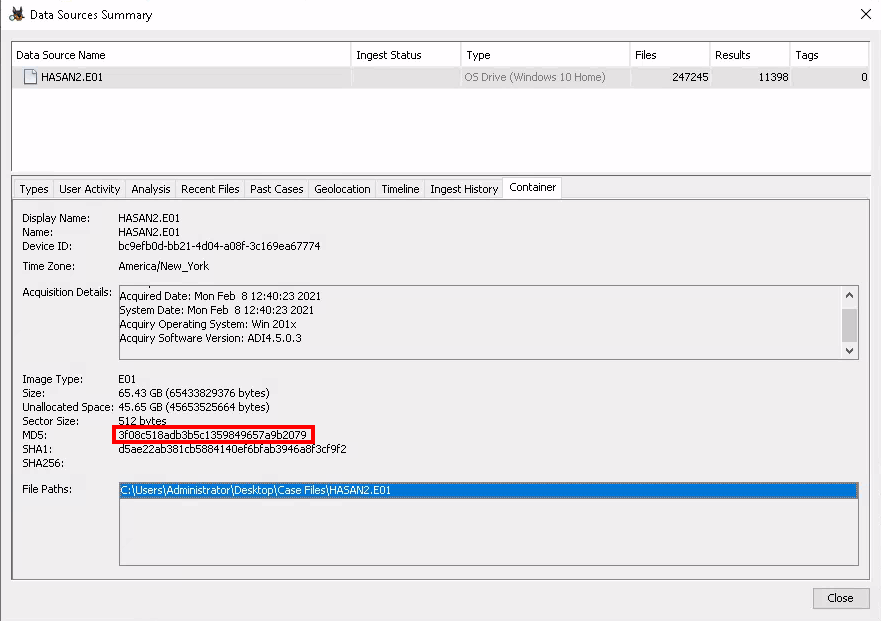 Data Sources Summary
Data Source Name Ingest Status Type Files Results Tags
HASAN2.E01 OS Drive (Windows 10 Home) 247245 11398 0
Types User Activity Analysis Recent Files Past Cases Geolocation Timeline Ingest History Container
Display Name: HASAN2.E01
Name: HASAN2.E01
Device ID: bc9efb0d-bb21-4d04-a08f-3c169ea67774
Time Zone: America/New_York
Acquisition Details:
Acquired Date: Mon Feb 8 12:40:23 2021
System Date: Mon Feb 8 12:40:23 2021
Acquiry Operating System: Win 201x
Acquiry Software Version: ADI4.5.0.3
Image Type: E01
Size: 65.43 GB (65433829376 bytes)
Unallocated Space: 45.65 GB (45653525664 bytes)
Sector Size: 512 bytes
MD5: 3f08c518adb3b5c1359849657a9b2079
SHA1: d5ae22ab381cb5884140ef6bfab3946a8f3cf9f2
SHA256:
File Paths: C:\Users\Administrator\Desktop\Case Files\HASAN2.E01
Close